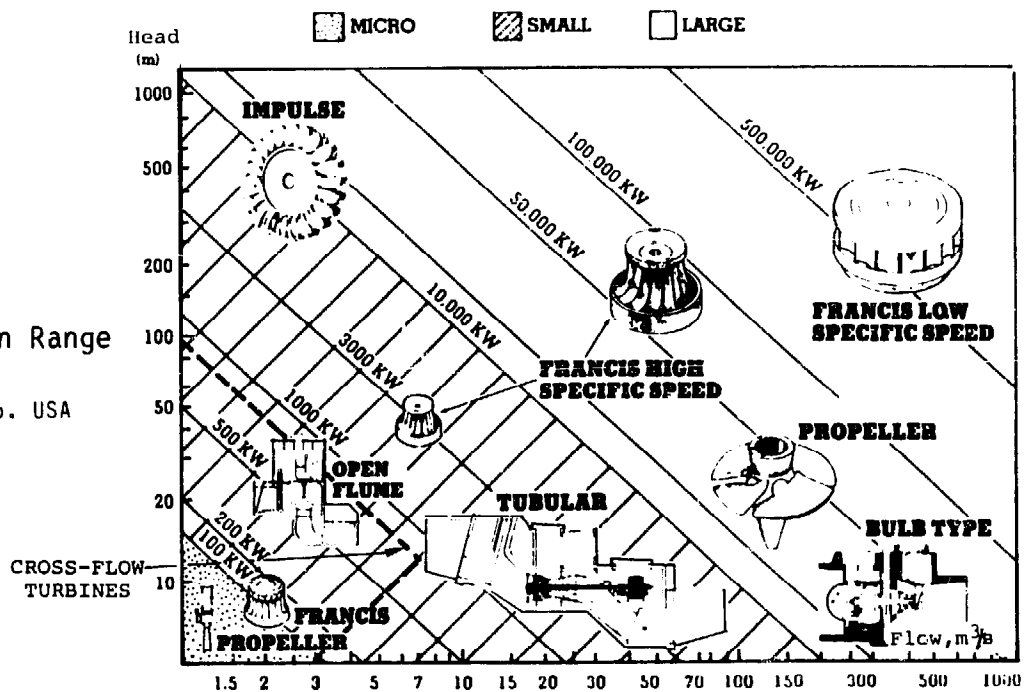 MICRO SMALL LARGE
Head
(m)
1000
500
200
100
50
20
10
IMPULSE
100.000 KW
500.000 KW
50.000 KW
10.000 KW
3000 KW
1000 KW
500 KW
200 KW
100 KW
FRANCIS LOW
SPECIFIC SPEED
n Range
FRANCIS HIGH
SPECIFIC SPEED
. USA
PROPELLER
OPEN
FLUME
TUBULAR
BULB TYPE
CROSS-FLOW
TURBINES
FRANCIS
PROPELLER
Flow, m³/s
1.5 2 3 5 7 10 15 20 30 50 70 100 150 300 500 1000